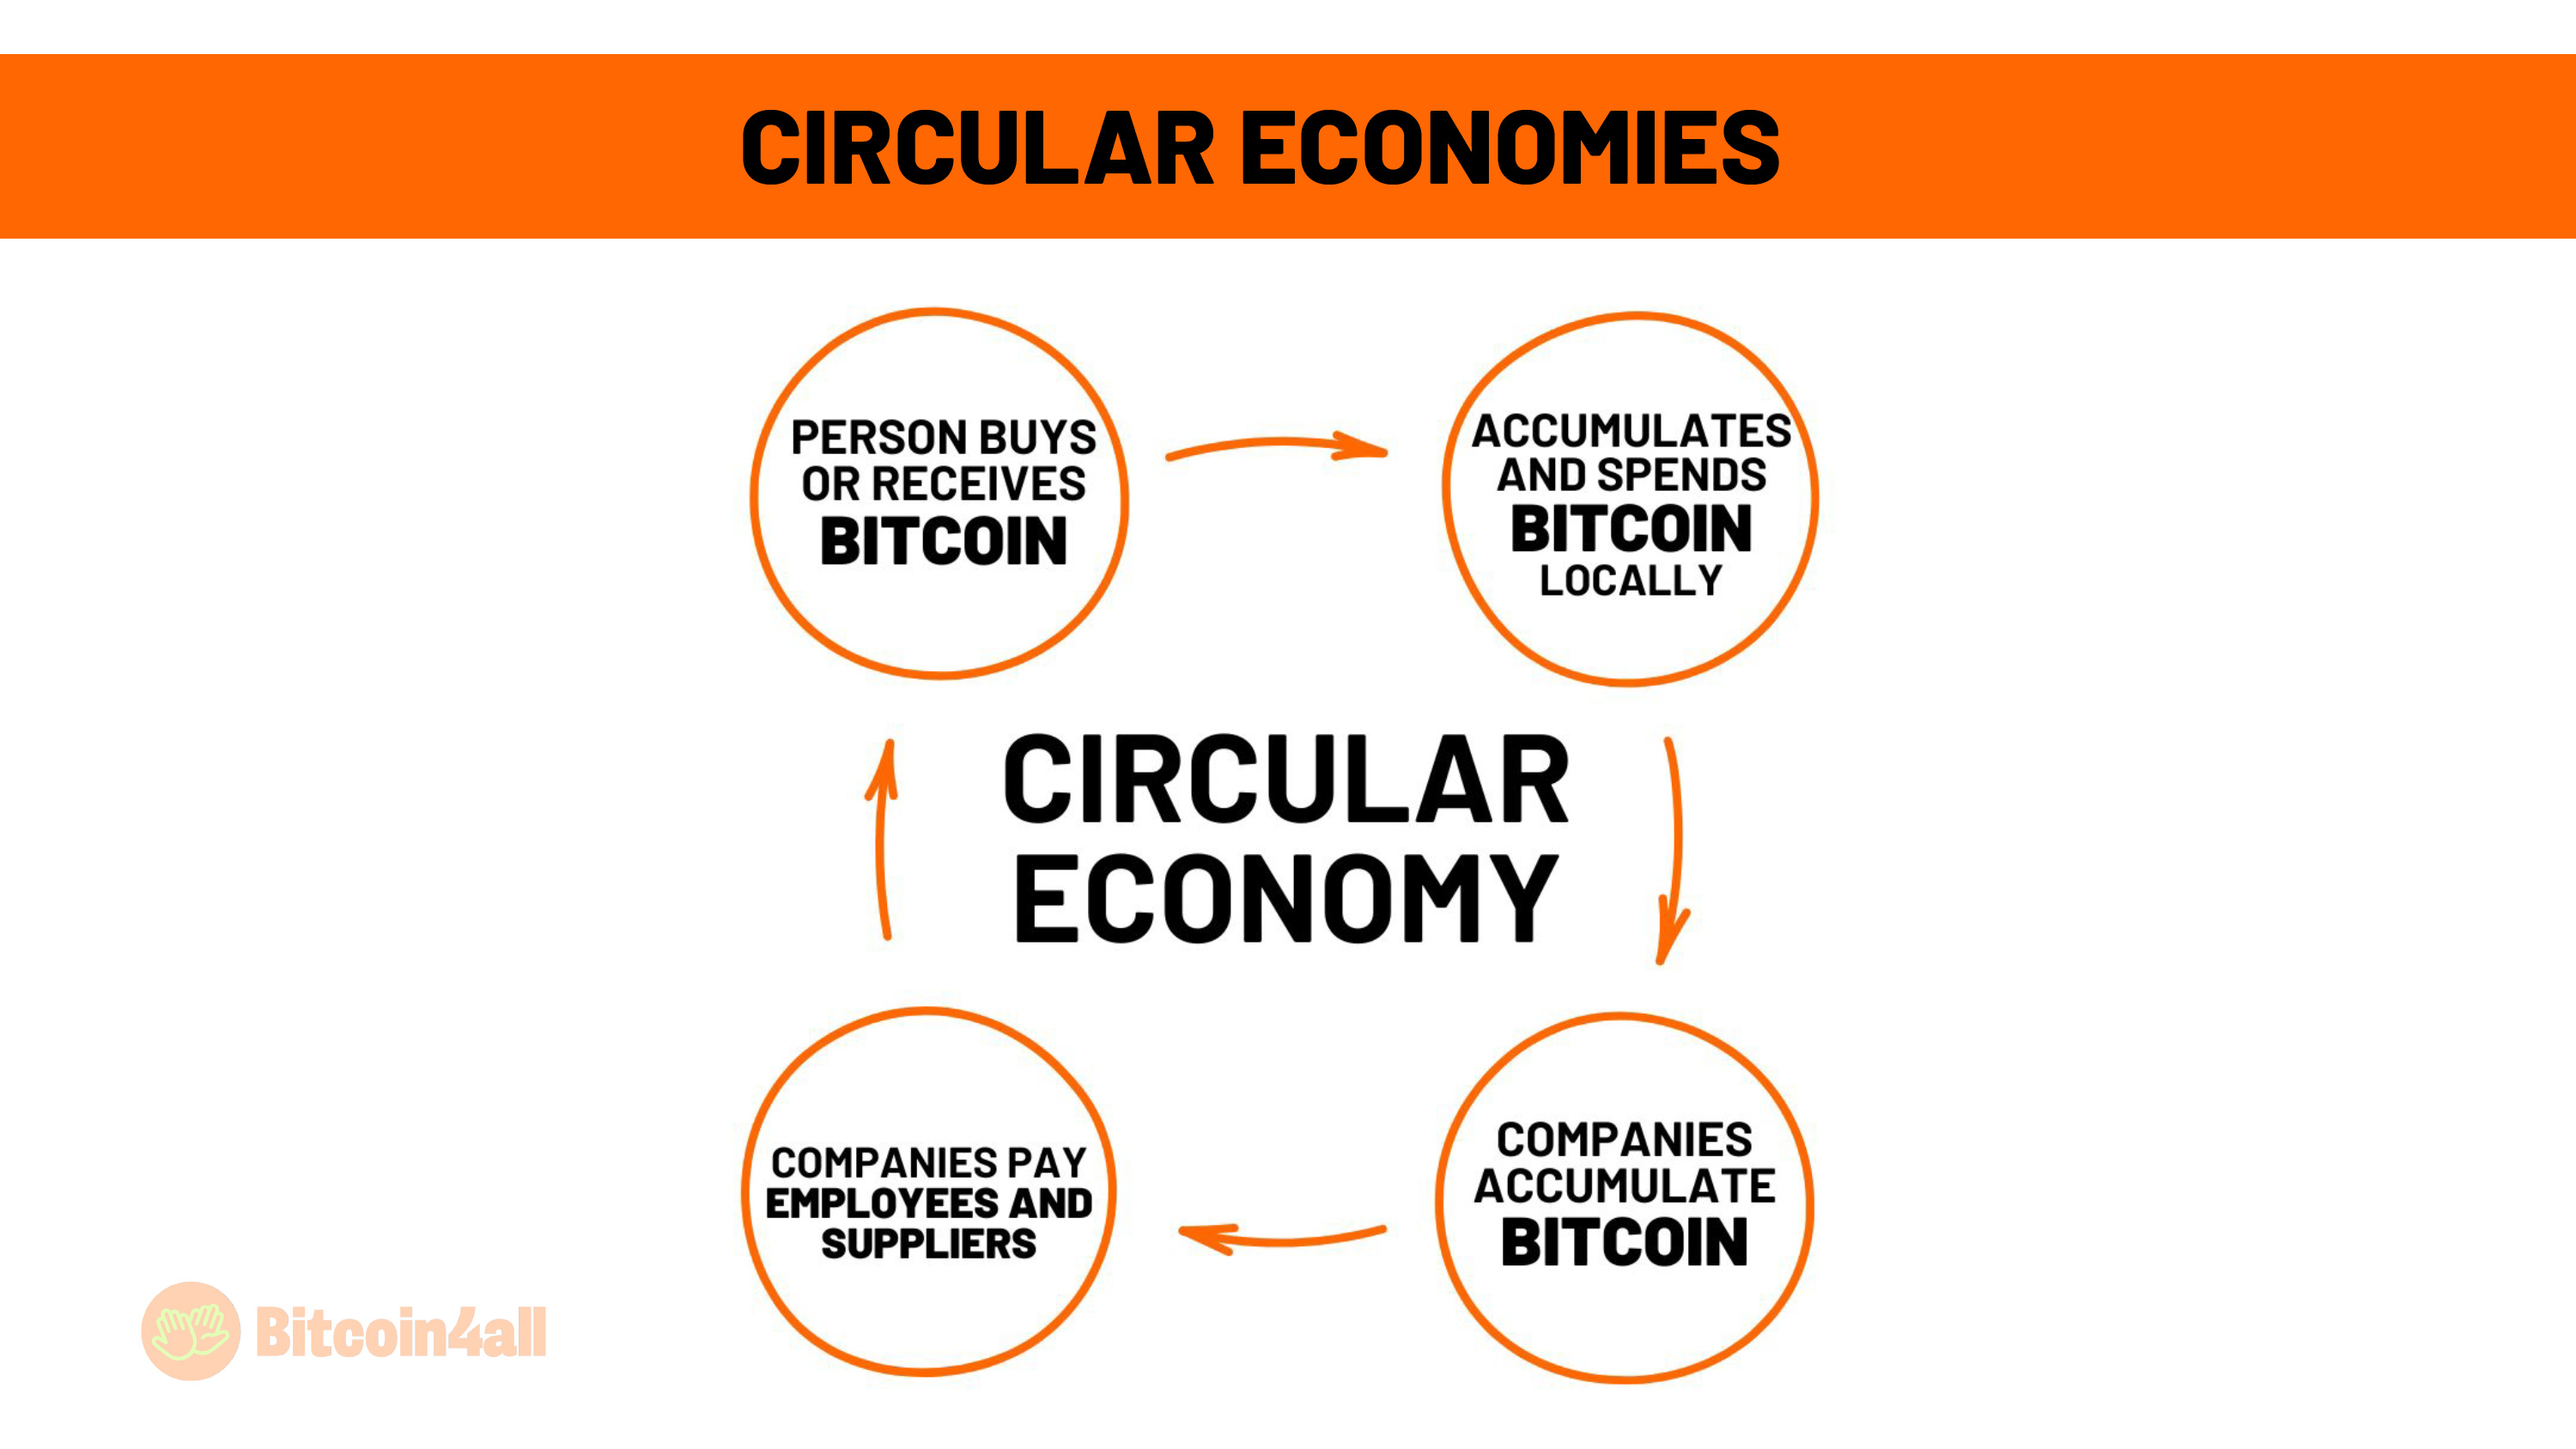 CIRCULAR ECONOMIES
PERSON BUYS
OR RECEIVES
BITCOIN
ACCUMULATES
AND SPENDS
BITCOIN
LOCALLY
CIRCULAR
ECONOMY
COMPANIES PAY
EMPLOYEES AND
SUPPLIERS
COMPANIES
ACCUMULATE
BITCOIN
Bitcoin4all